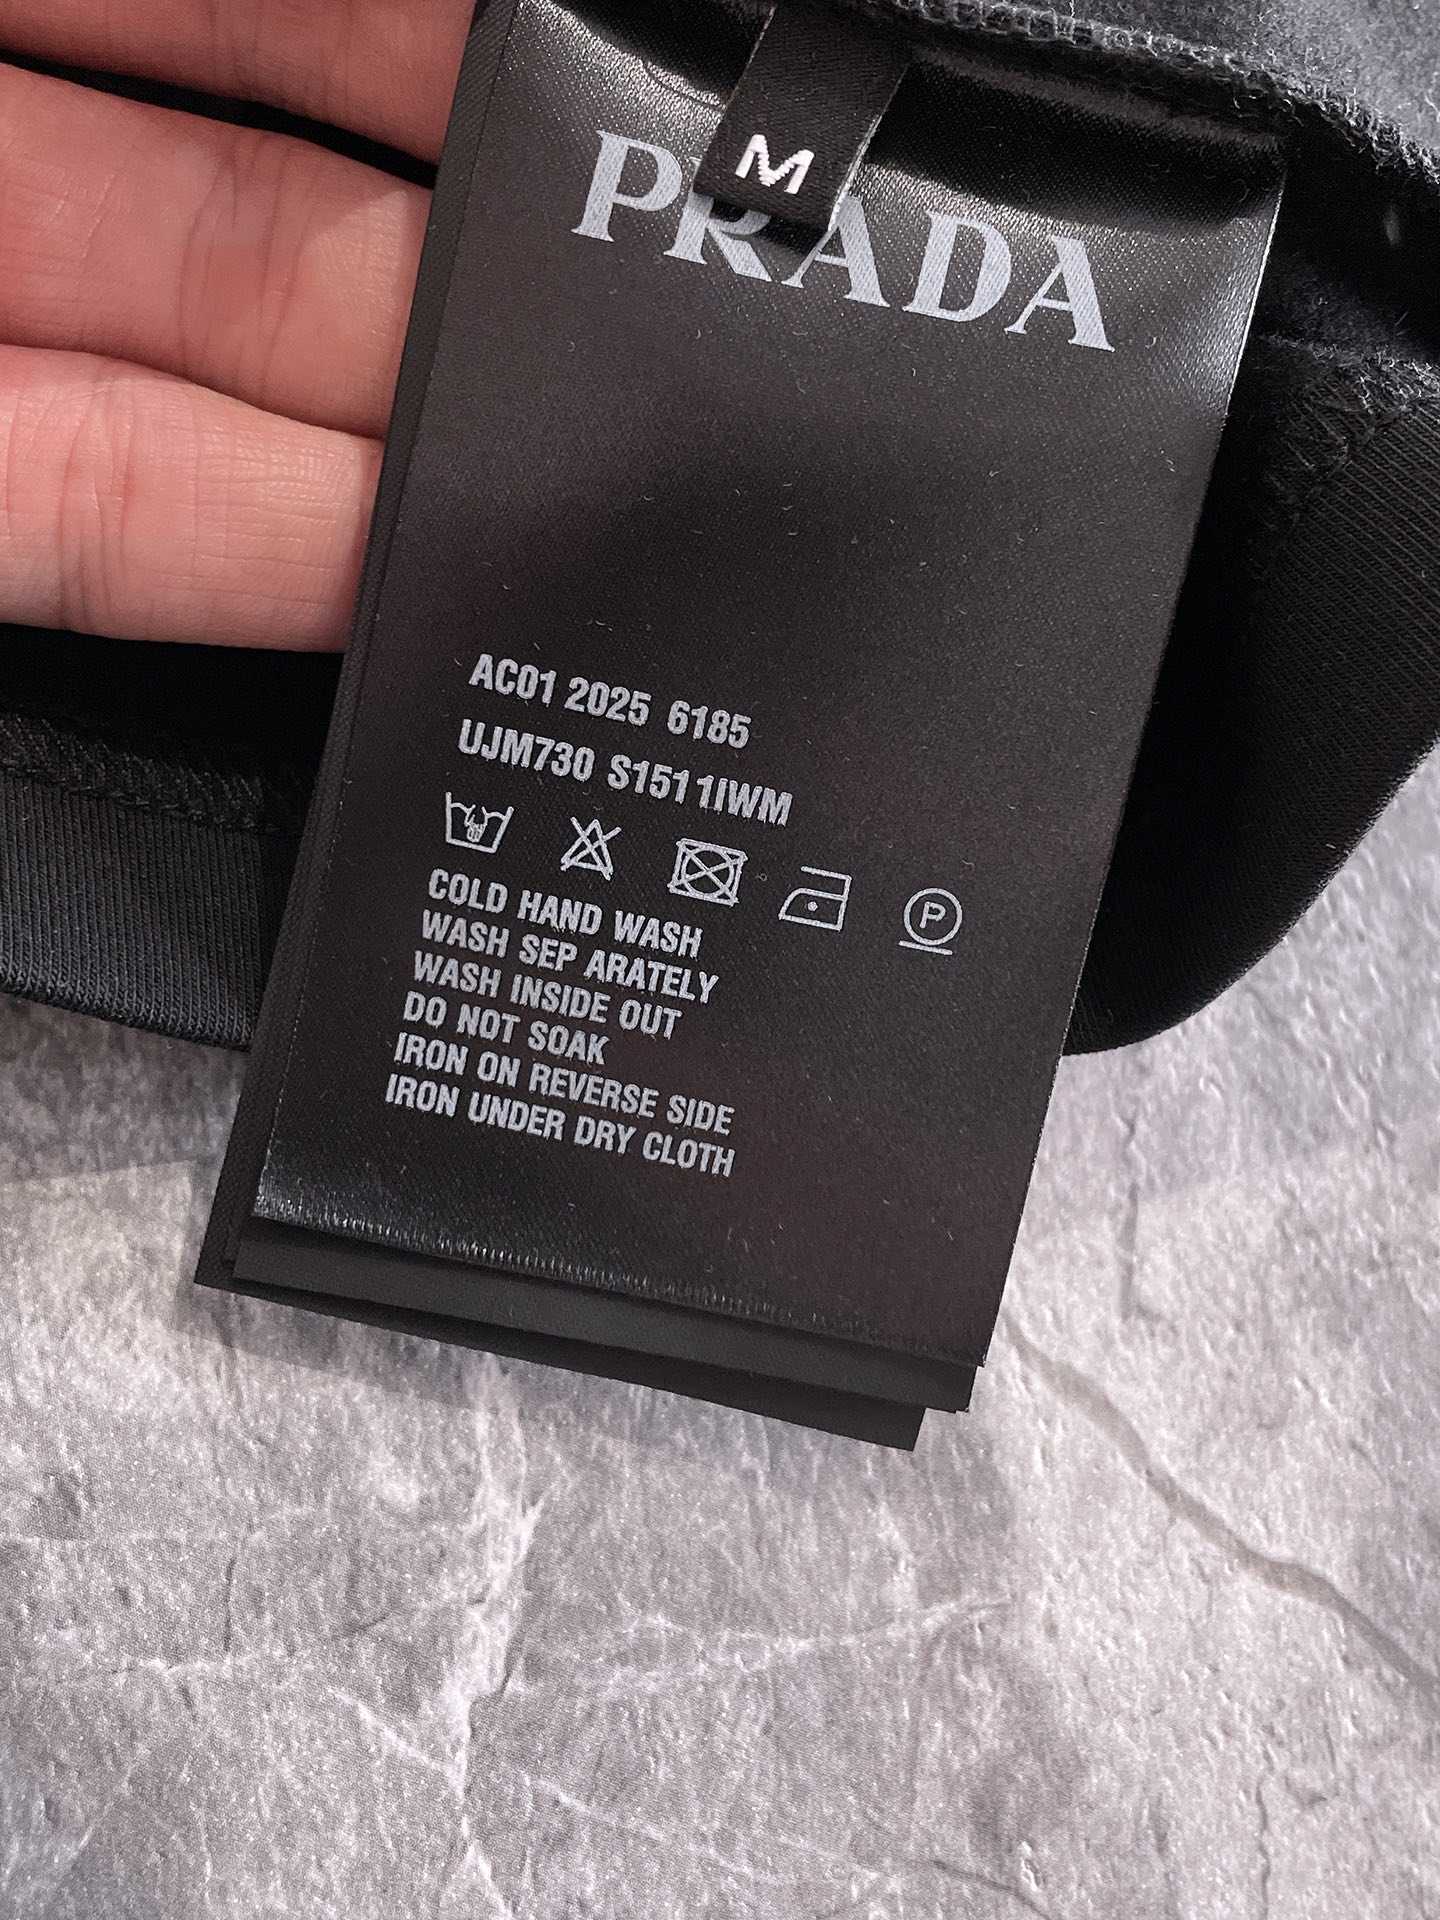 M
PRADA
AC01 2025 6185
UJM730 S1511IWM
P
COLD HAND WASH
WASH SEP ARATELY
WASH INSIDE OUT
DO NOT SOAK
IRON ON REVERSE SIDE
IRON UNDER DRY CLOTH